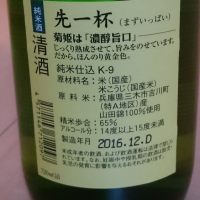 純米生酒
清酒
先一杯（まずいっぱい）
菊姫は「濃醇旨口」
じっくり熟成させて、旨みをのせています。
だから、ほんのり黄金色。
純米仕込 K-9
原材料名：米（国産）
米こうじ（国産米）
原料米：兵庫県三木市吉川町
（特A地区）産
山田錦100％使用
精米歩合：65％
アルコール分：14度以上15度未満
製造年月 2016.12.D